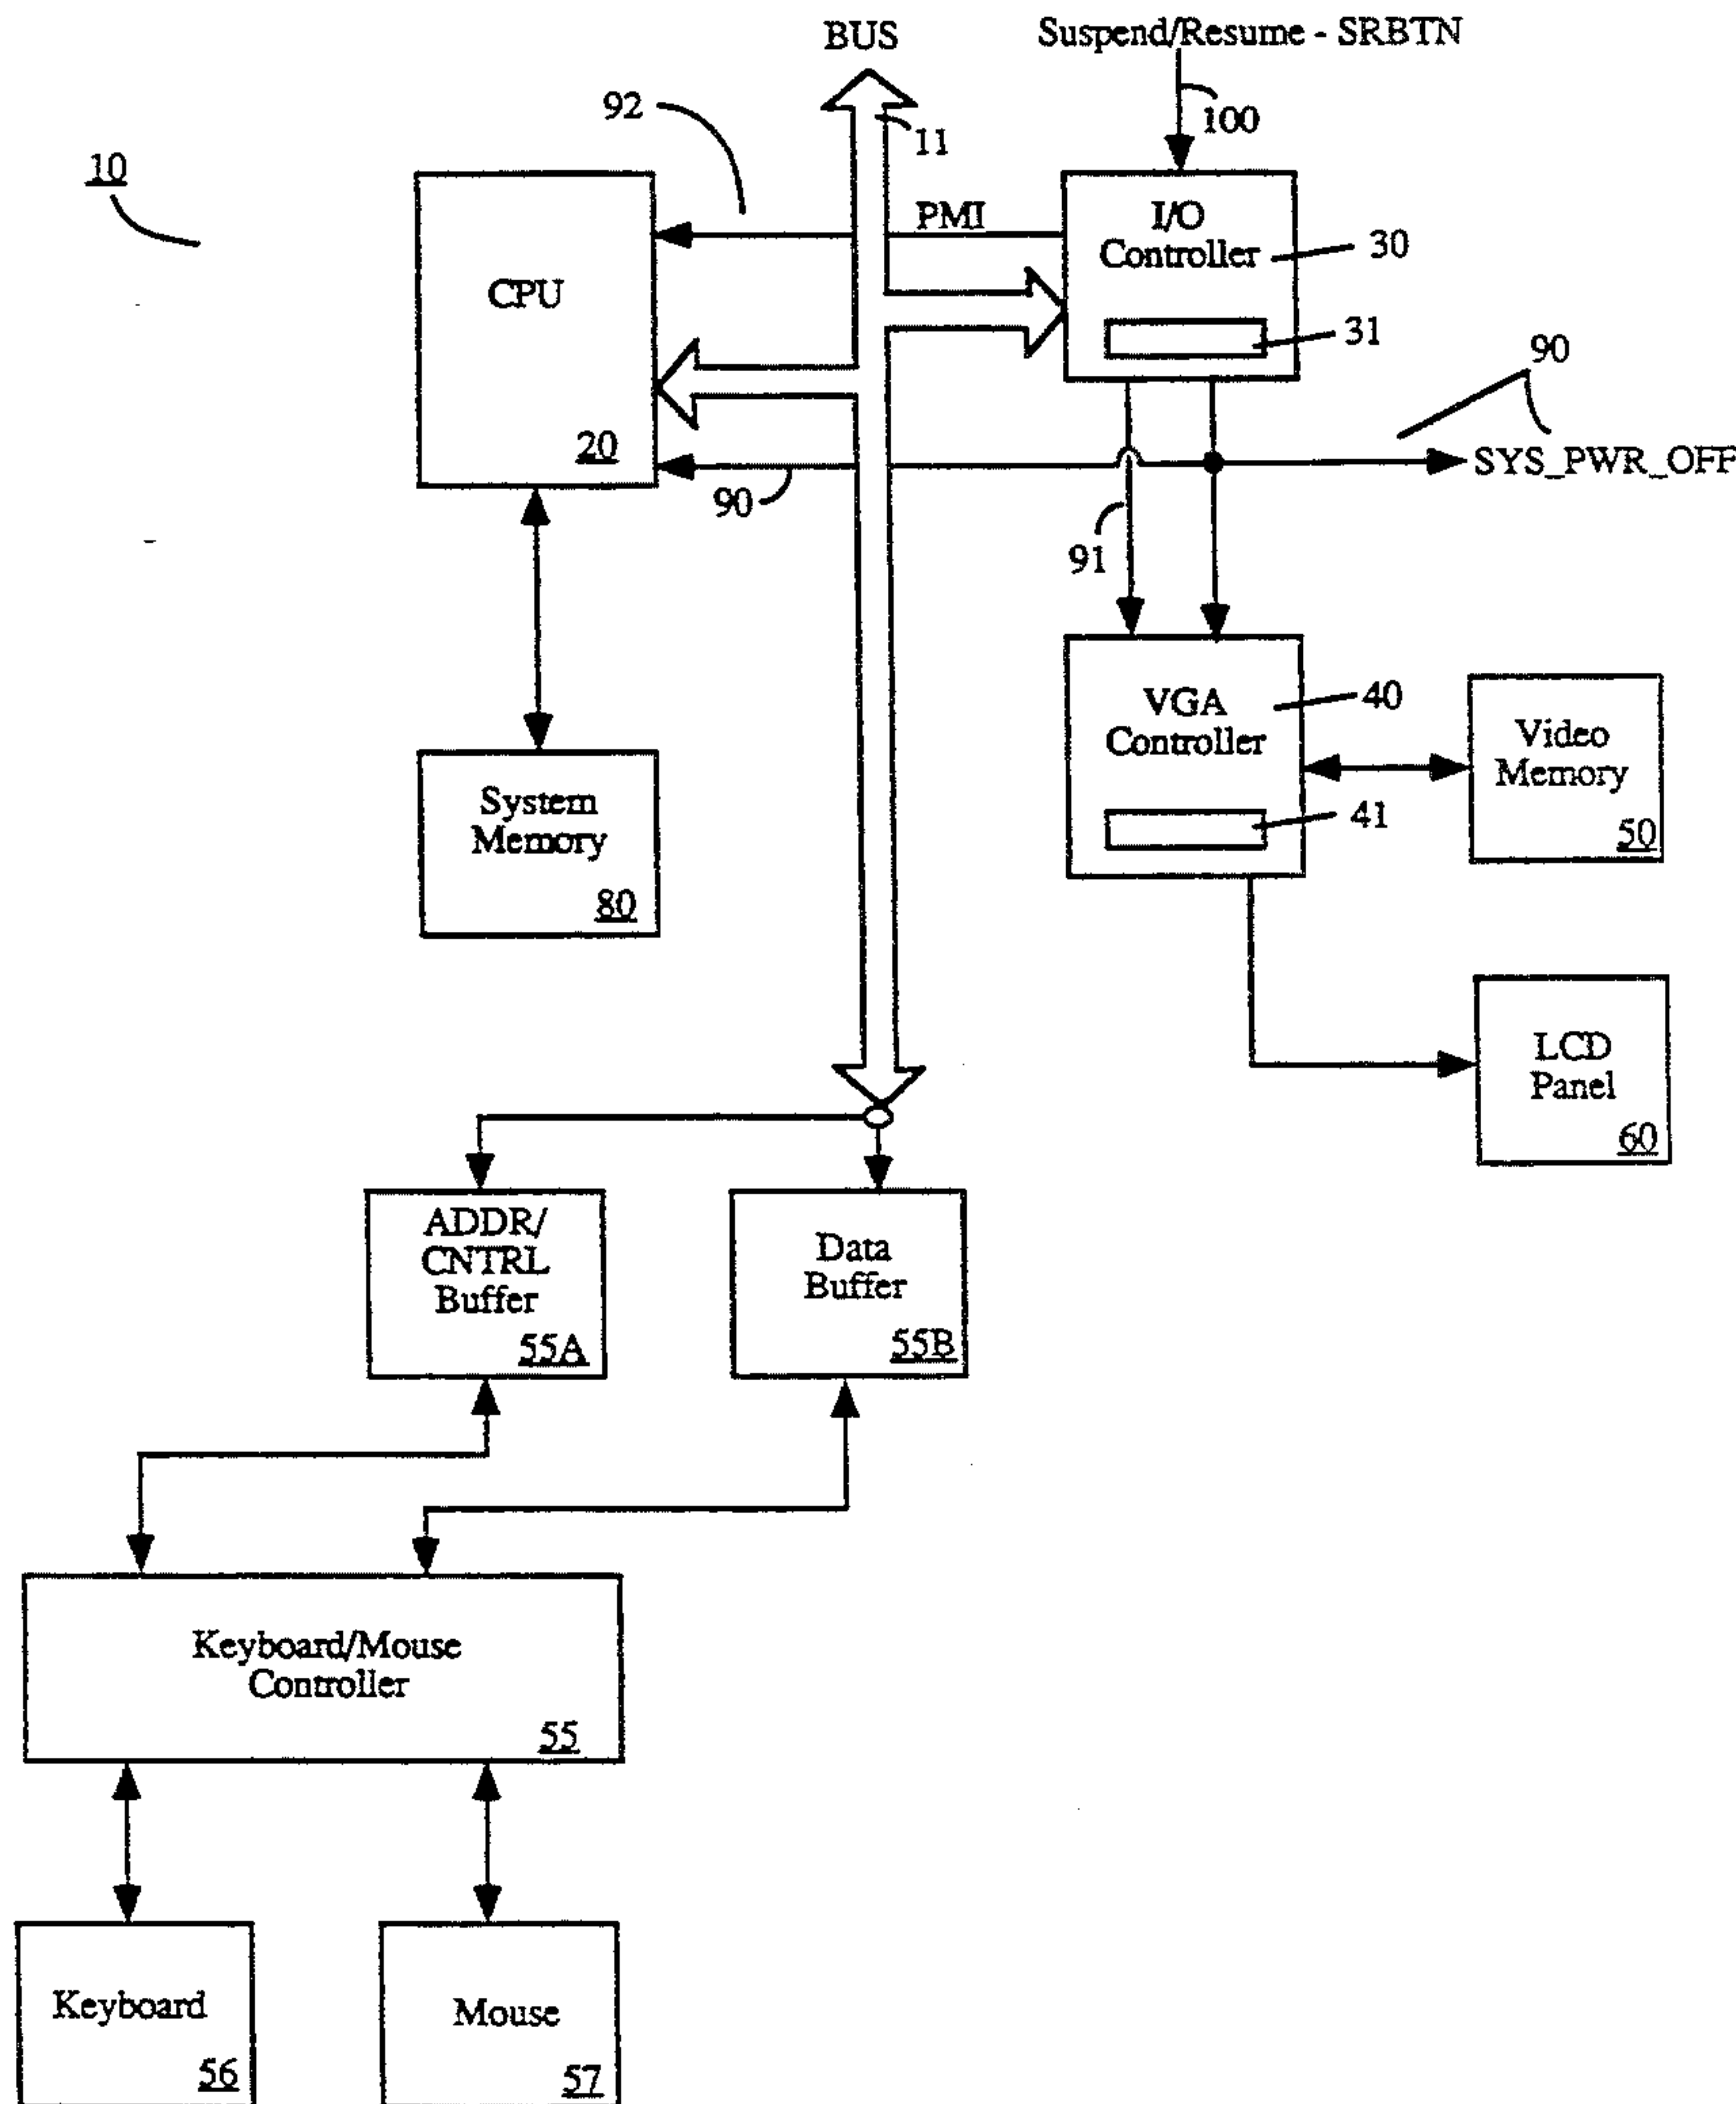 BUS
Suspend/Resume - SRBTN
92
100
11
10
PMI
I/O
Controller
30
CPU
31
90
20
SYS_PWR_OFF
90
91
VGA
Controller
40
Video
Memory
50
41
System
Memory
80
LCD
Panel
60
ADDR/
CNTRL
Buffer
55A
Data
Buffer
55B
Keyboard/Mouse
Controller
55
Keyboard
56
Mouse
57